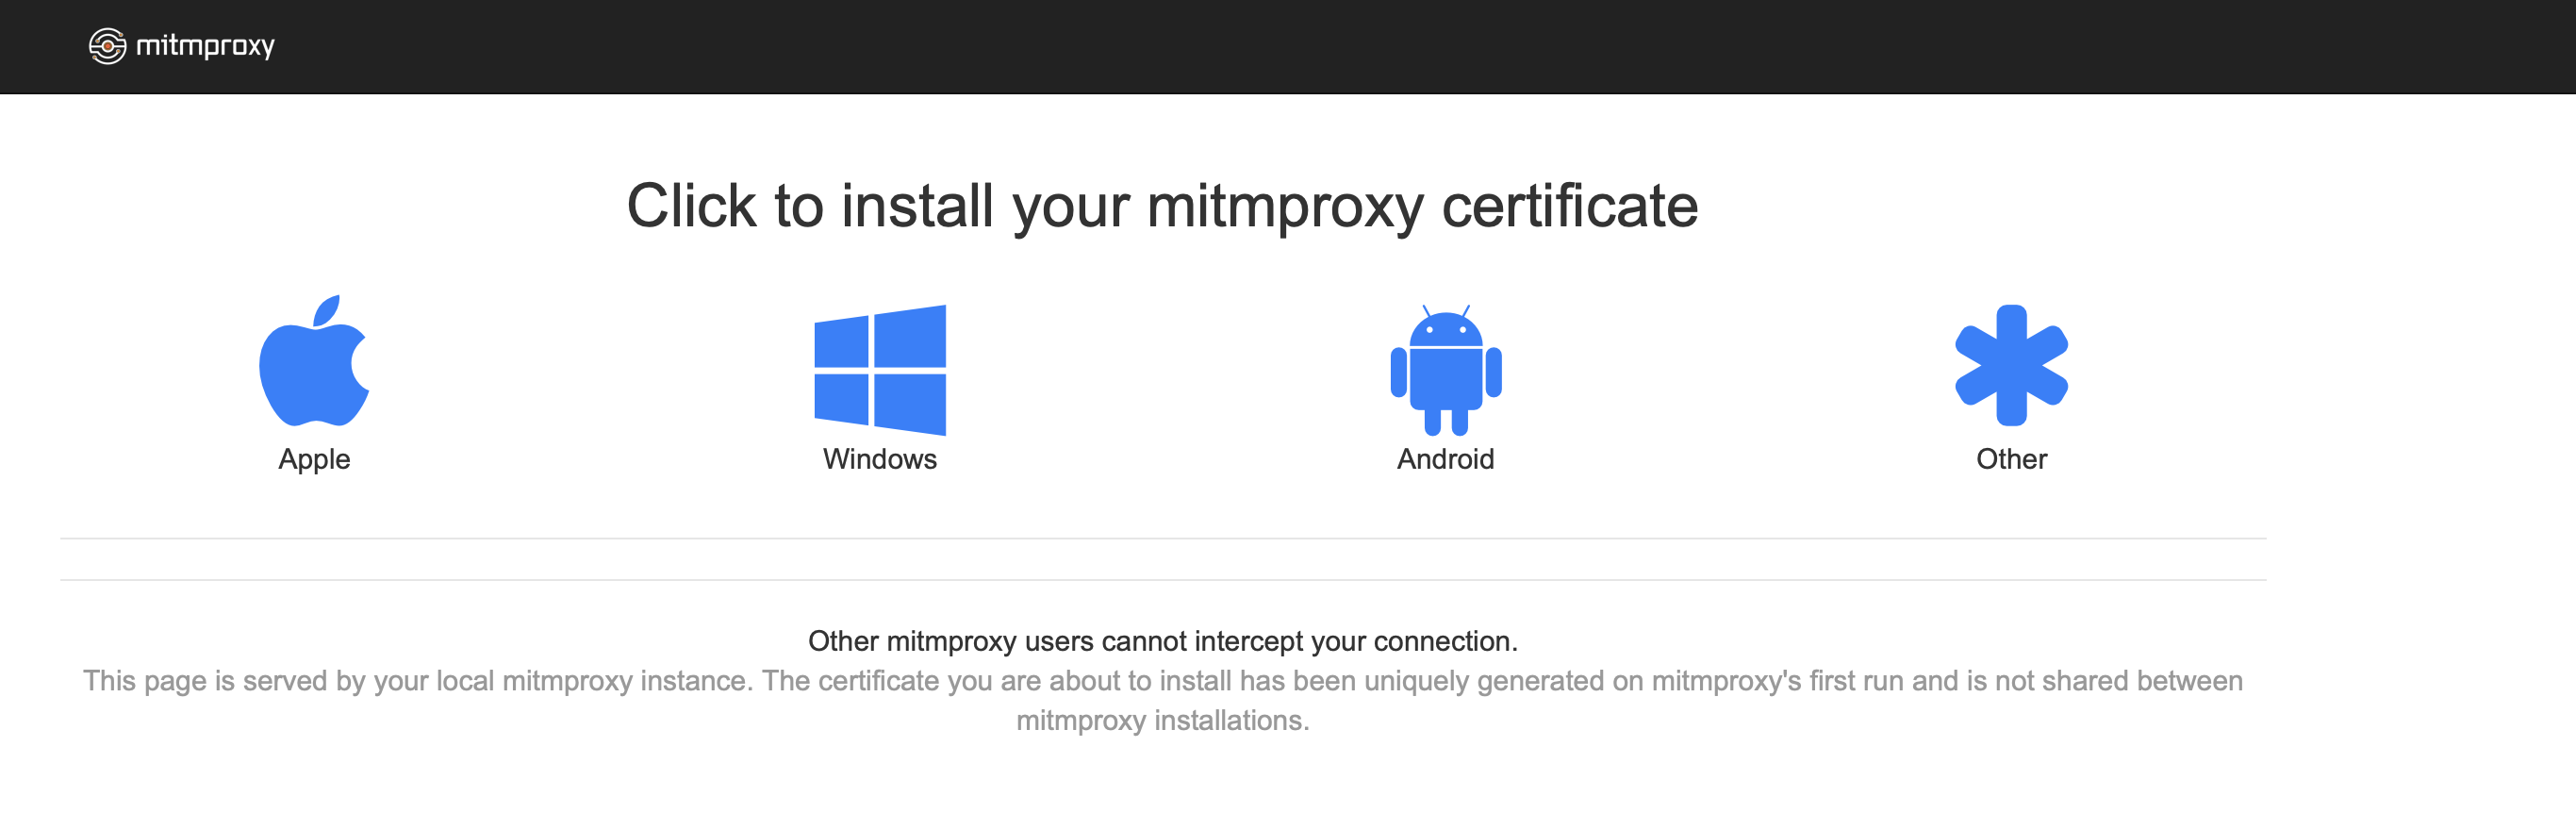 mitmproxy
Click to install your mitmproxy certificate
Apple
Windows
Android
Other
Other mitmproxy users cannot intercept your connection.
This page is served by your local mitmproxy instance. The certificate you are about to install has been uniquely generated on mitmproxy's first run and is not shared between
mitmproxy installations.